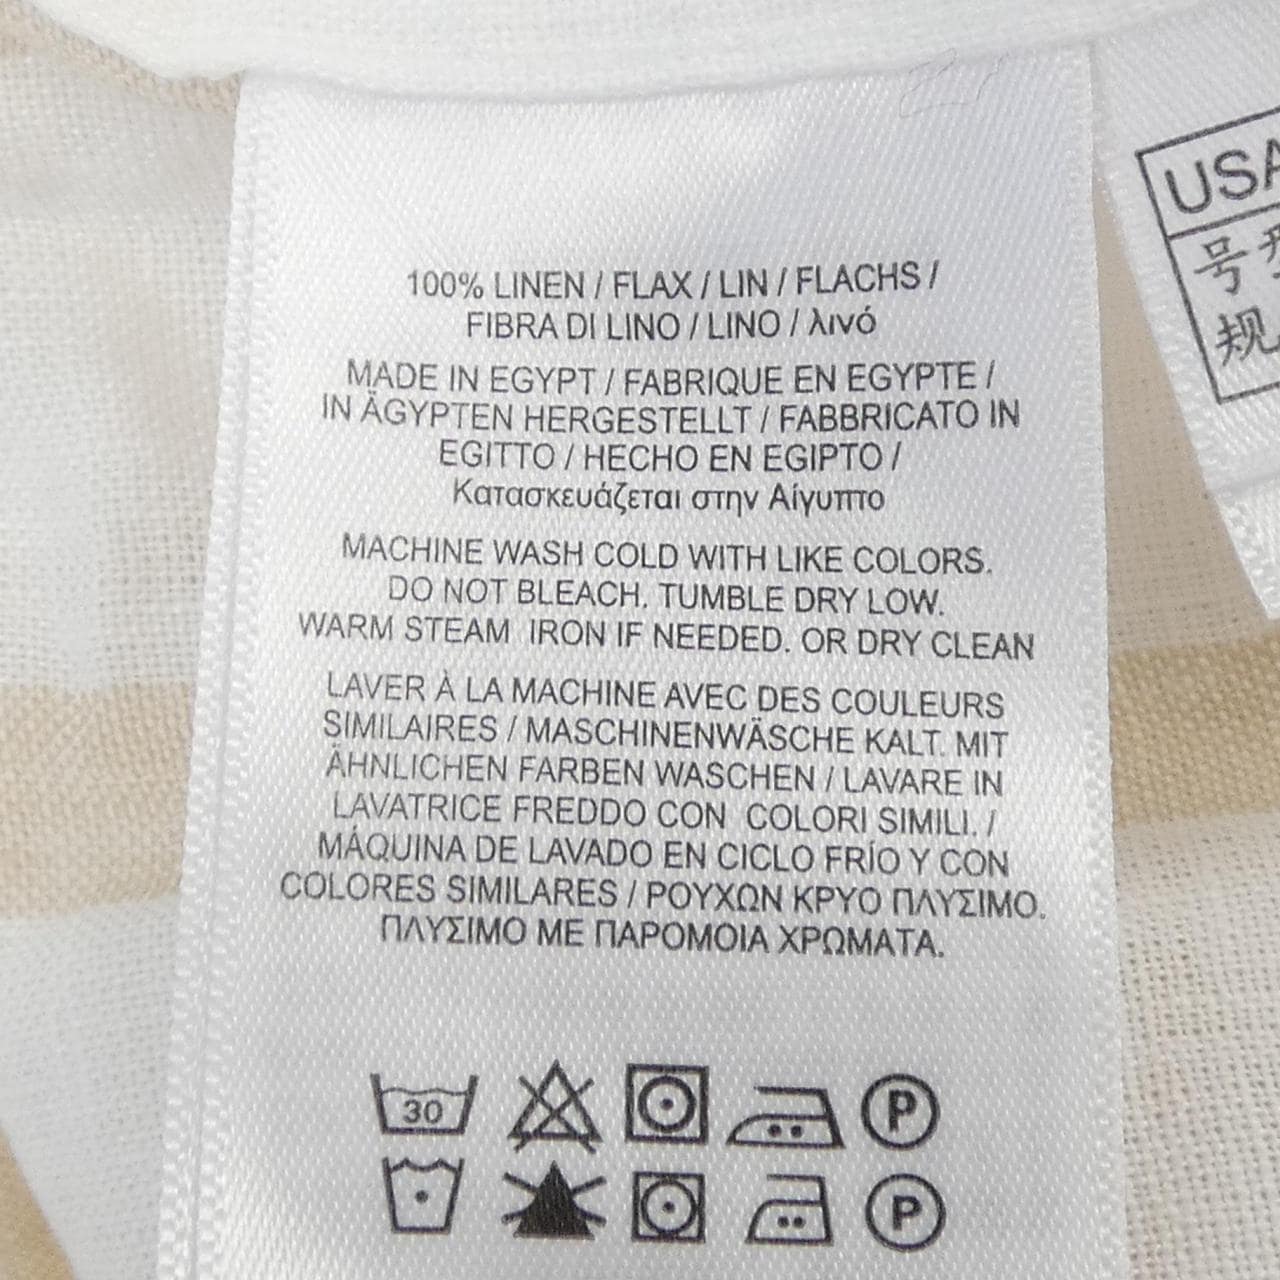 100% LINEN / FLAX / LIN / FLACHS /
FIBRA DI LINO / LINO / λινό
MADE IN EGYPT / FABRIQUE EN EGYPTE /
IN ÄGYPTEN HERGESTELLT / FABBRICATO IN
EGITTO / HECHO EN EGIPTO /
Κατασκευάζεται στην Αίγυπτο
MACHINE WASH COLD WITH LIKE COLORS.
DO NOT BLEACH. TUMBLE DRY LOW.
WARM STEAM IRON IF NEEDED. OR DRY CLEAN
LAVER À LA MACHINE AVEC DES COULEURS
SIMILAIRES / MASCHINENWÄSCHE KALT. MIT
ÄHNLICHEN FARBEN WASCHEN / LAVARE IN
LAVATRICE FREDDO CON COLORI SIMILI. /
MÁQUINA DE LAVADO EN CICLO FRÍO Y CON
COLORES SIMILARES / ΡΟΥΧΩΝ ΚΡΥΟ ΠΛΥΣΙΜΟ.
ΠΛΥΣΙΜΟ ΜΕ ΠΑΡΟΜΟΙΑ ΧΡΩΜΑΤΑ.
30 P
P
USA
号
规